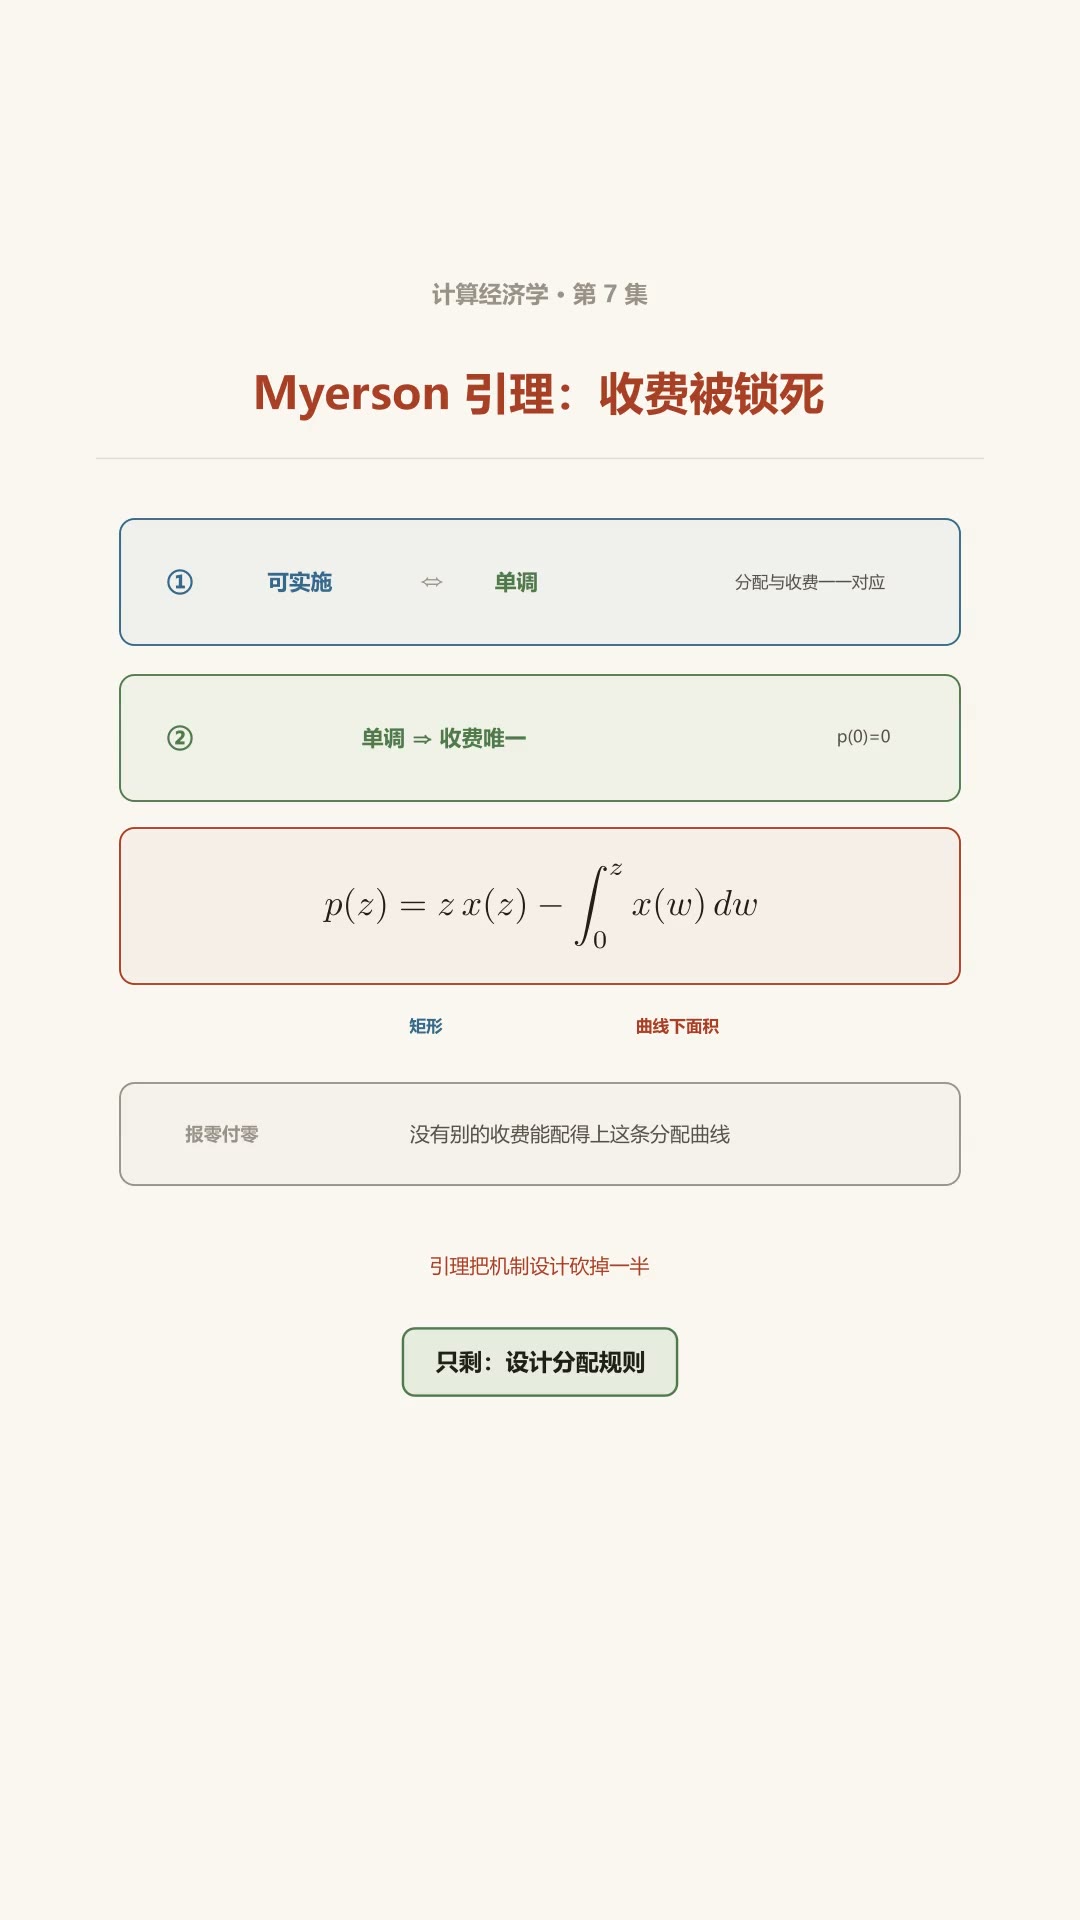 计算经济学·第 7 集
Myerson 引理：收费被锁死
① 可实施 ⇔ 单调 分配与收费一一对应
② 单调 ⇒ 收费唯一 p(0)=0
p(z) = z x(z) − ∫₀ᶻ x(w) dw
矩形 曲线下面积
报零付零 没有别的收费能配得上这条分配曲线
引理把机制设计砍掉一半
只剩：设计分配规则